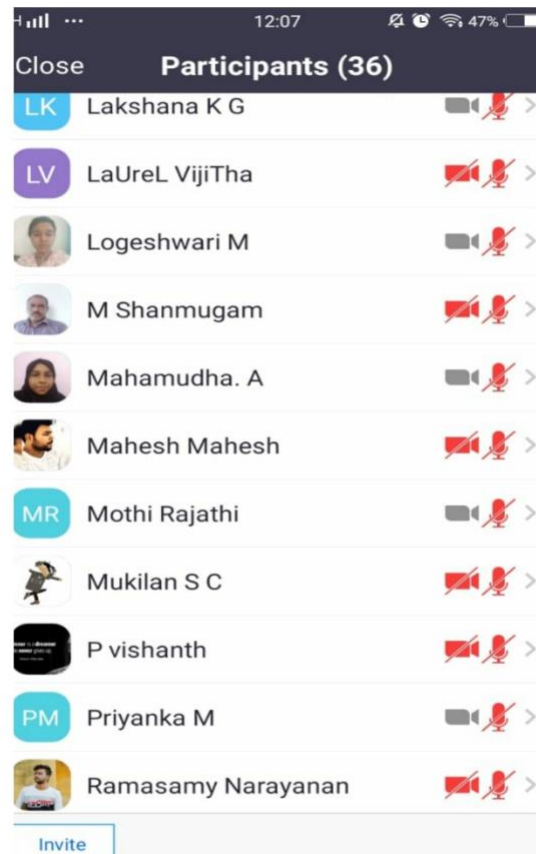 12:07 47%
Close Participants (36)
LK Lakshana K G
LV LaUreL VijiTha
Logeshwari M
M Shanmugam
Mahamudha. A
Mahesh Mahesh
MR Mothi Rajathi
Mukilan S C
P vishanth
PM Priyanka M
Ramasamy Narayanan
Invite